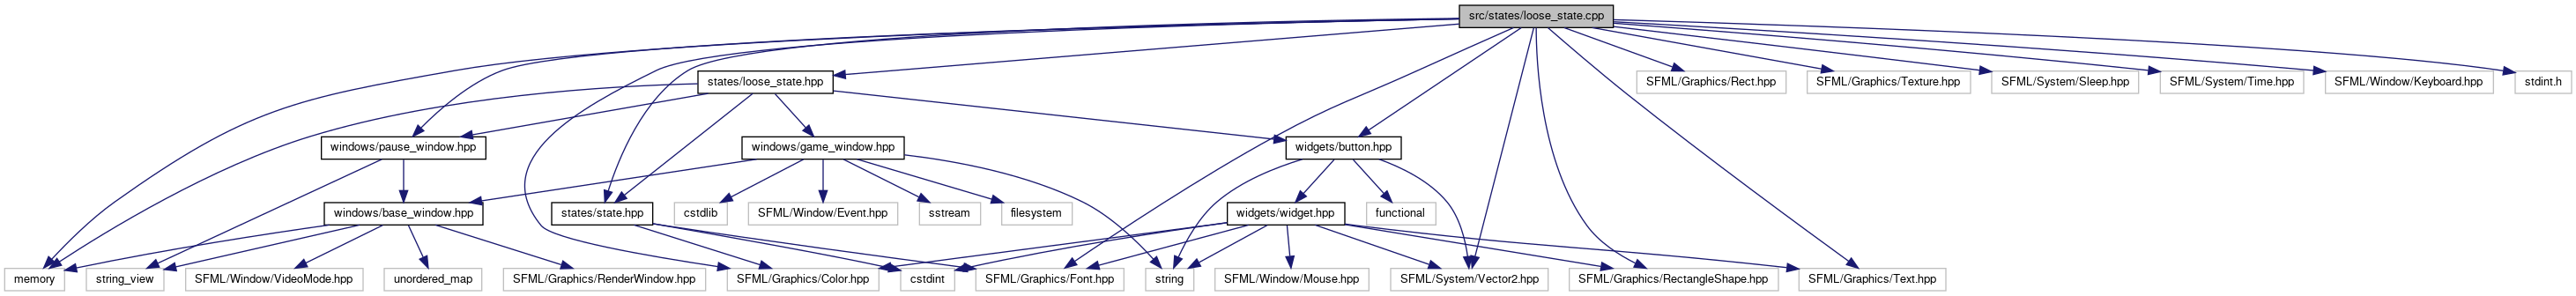 src/states/loose_state.cpp
states/loose_state.hpp
SFML/Graphics/Rect.hpp
SFML/Graphics/Texture.hpp
SFML/System/Sleep.hpp
SFML/System/Time.hpp
SFML/Window/Keyboard.hpp
stdint.h
windows/pause_window.hpp
windows/game_window.hpp
widgets/button.hpp
windows/base_window.hpp
states/state.hpp
cstdlib
SFML/Window/Event.hpp
sstream
filesystem
widgets/widget.hpp
functional
memory
string_view
SFML/Window/VideoMode.hpp
unordered_map
SFML/Graphics/RenderWindow.hpp
SFML/Graphics/Color.hpp
cstdint
SFML/Graphics/Font.hpp
string
SFML/Window/Mouse.hpp
SFML/System/Vector2.hpp
SFML/Graphics/RectangleShape.hpp
SFML/Graphics/Text.hpp